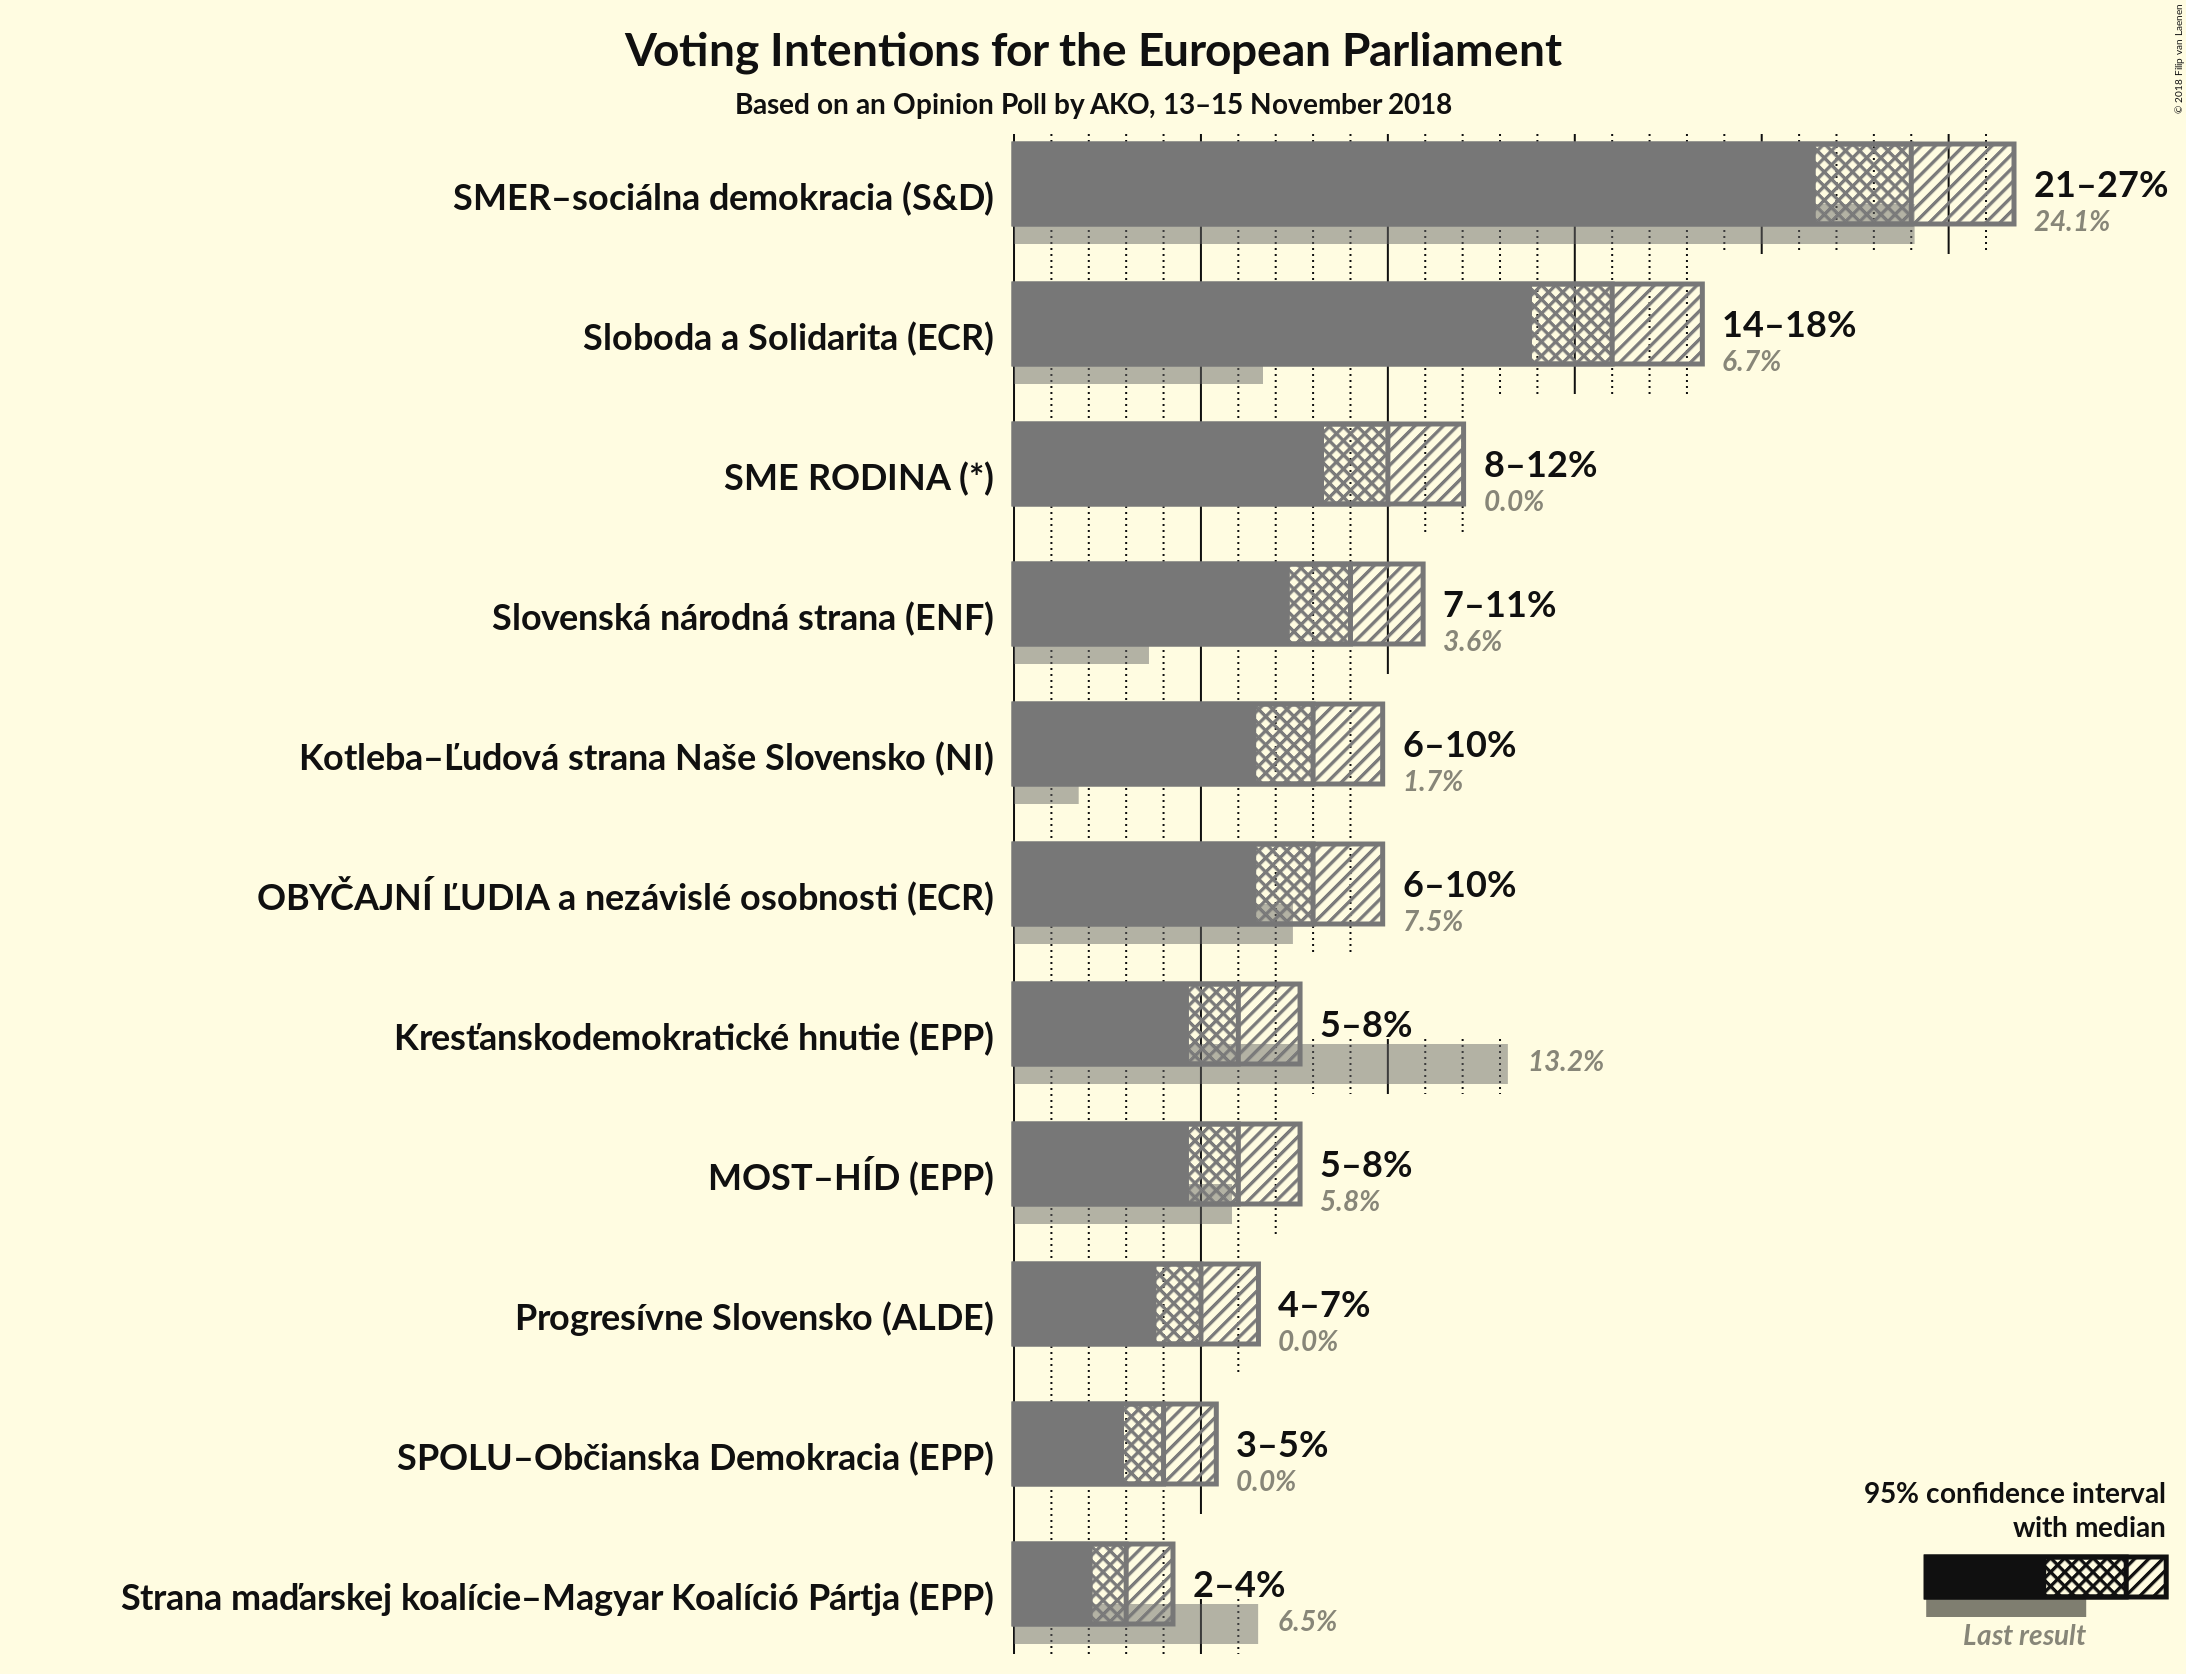 Voting Intentions for the European Parliament
Based on an Opinion Poll by AKO, 13–15 November 2018
© 2018 Filip van Laenen
SMER–sociálna demokracia (S&D)
21–27%
24.1%
Sloboda a Solidarita (ECR)
14–18%
6.7%
SME RODINA (*)
8–12%
0.0%
Slovenská národná strana (ENF)
7–11%
3.6%
Kotleba–Ľudová strana Naše Slovensko (NI)
6–10%
1.7%
OBYČAJNÍ ĽUDIA a nezávislé osobnosti (ECR)
6–10%
7.5%
Kresťanskodemokratické hnutie (EPP)
5–8%
13.2%
MOST–HÍD (EPP)
5–8%
5.8%
Progresívne Slovensko (ALDE)
4–7%
0.0%
SPOLU–Občianska Demokracia (EPP)
3–5%
0.0%
Strana maďarskej koalície–Magyar Koalíció Pártja (EPP)
2–4%
6.5%
95% confidence interval
with median
Last result